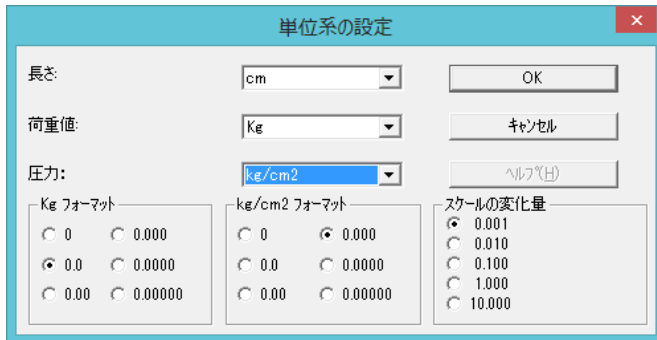 単位系の設定
×
長さ:
cm
OK
荷重値:
Kg
キャンセル
圧力:
kg/cm2
ヘルプ(H)
Kg フォーマット
0
0.000
0.0
0.0000
0.00
0.00000
kg/cm2 フォーマット
0
0.000
0.0
0.0000
0.00
0.00000
スケールの変化量
0.001
0.010
0.100
1.000
10.000